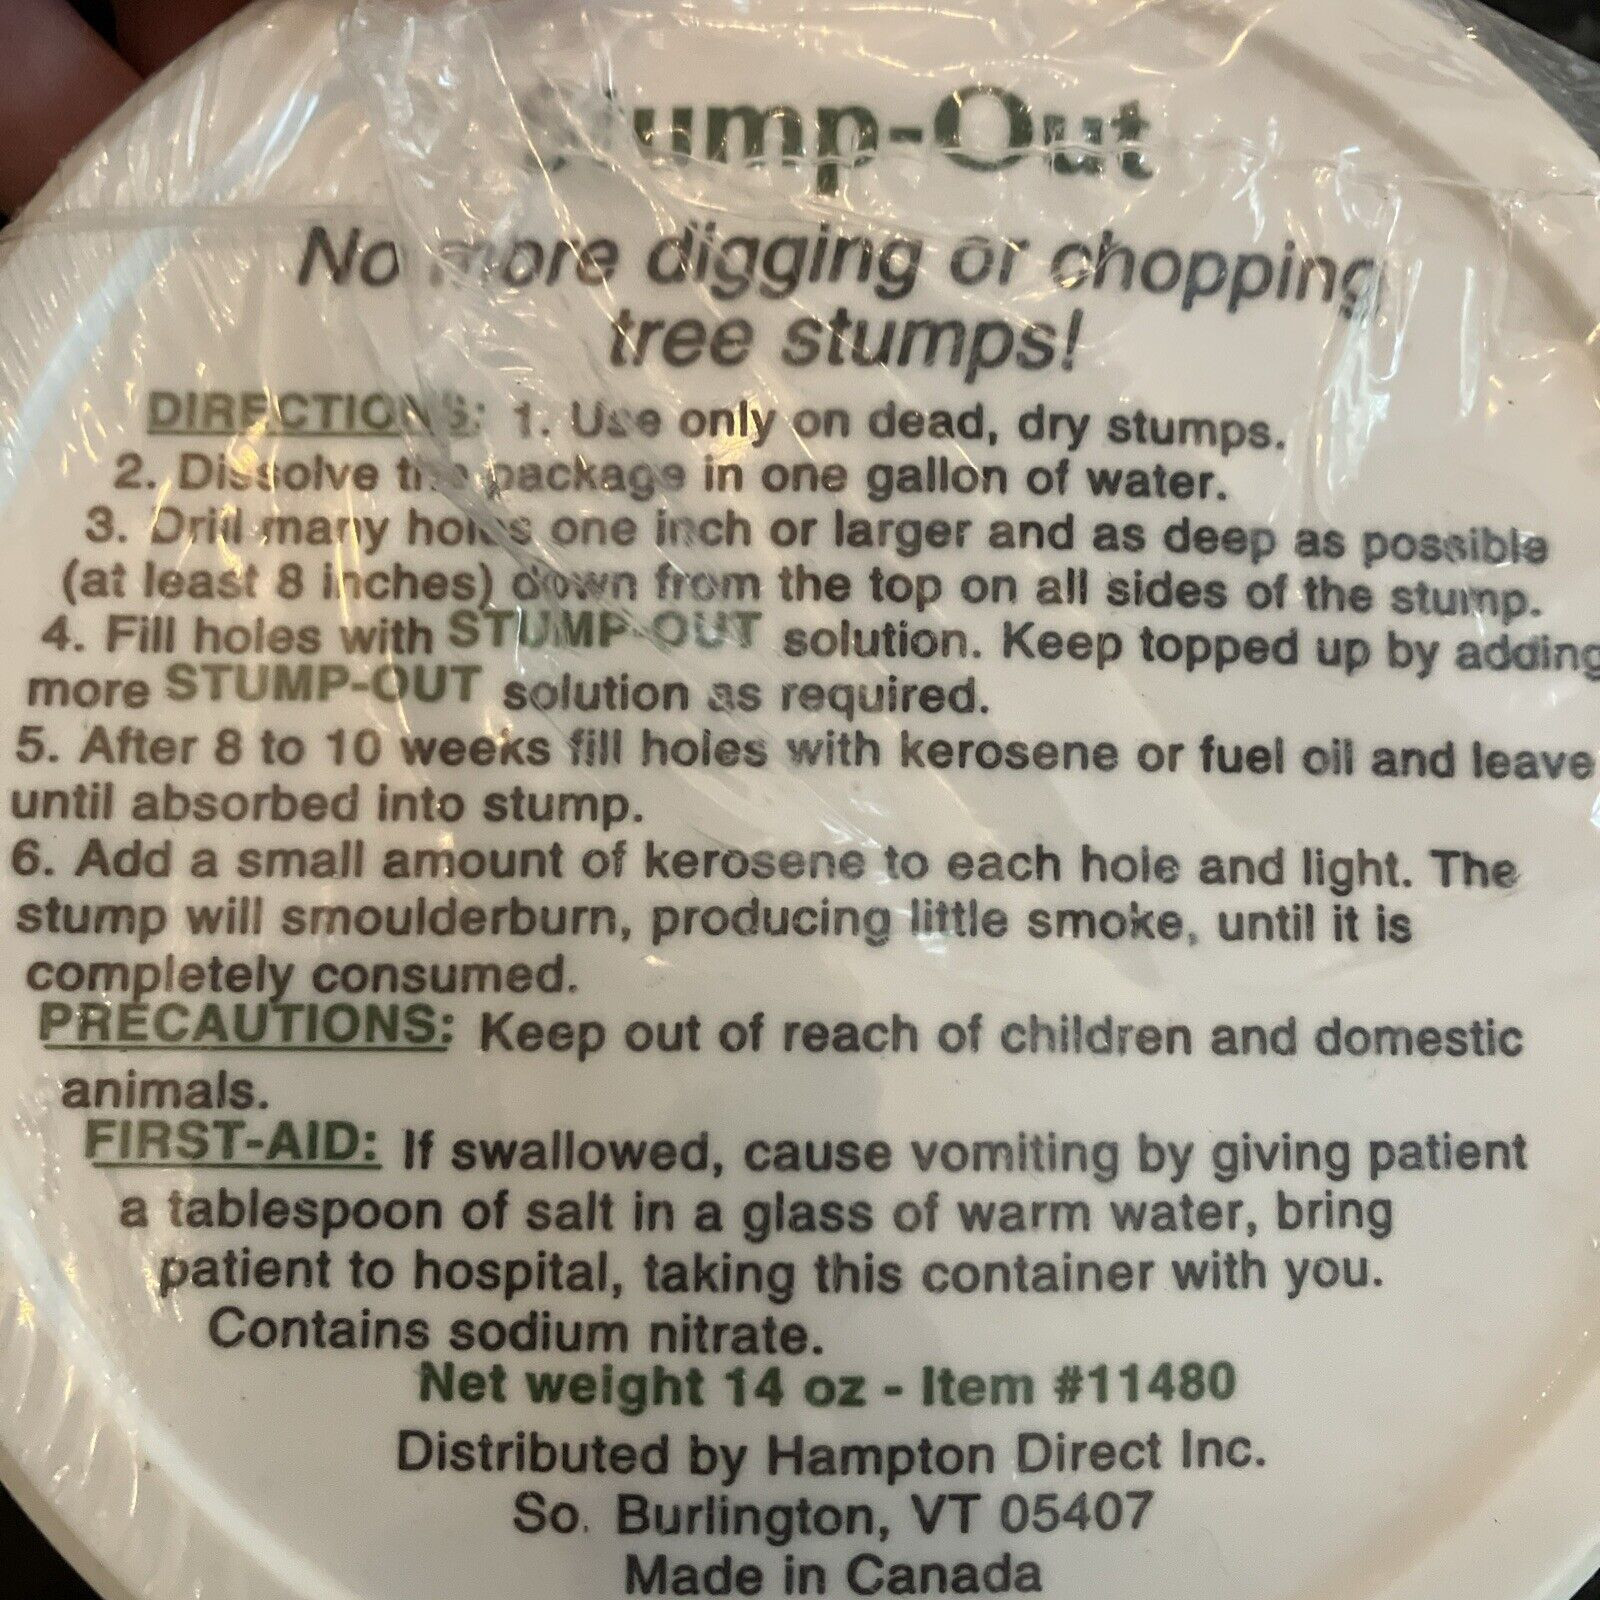 Stump-Out
No more digging or chopping
tree stumps!
DIRECTIONS: 1. Use only on dead, dry stumps.
2. Dissolve the package in one gallon of water.
3. Drill many holes one inch or larger and as deep as possible
(at least 8 inches) down from the top on all sides of the stump.
4. Fill holes with STUMP-OUT solution. Keep topped up by adding
more STUMP-OUT solution as required.
5. After 8 to 10 weeks fill holes with kerosene or fuel oil and leave
until absorbed into stump.
6. Add a small amount of kerosene to each hole and light. The
stump will smoulderburn, producing little smoke, until it is
completely consumed.
PRECAUTIONS: Keep out of reach of children and domestic
animals.
FIRST-AID: If swallowed, cause vomiting by giving patient
a tablespoon of salt in a glass of warm water, bring
patient to hospital, taking this container with you.
Contains sodium nitrate.
Net weight 14 oz - Item #11480
Distributed by Hampton Direct Inc.
So. Burlington, VT 05407
Made in Canada